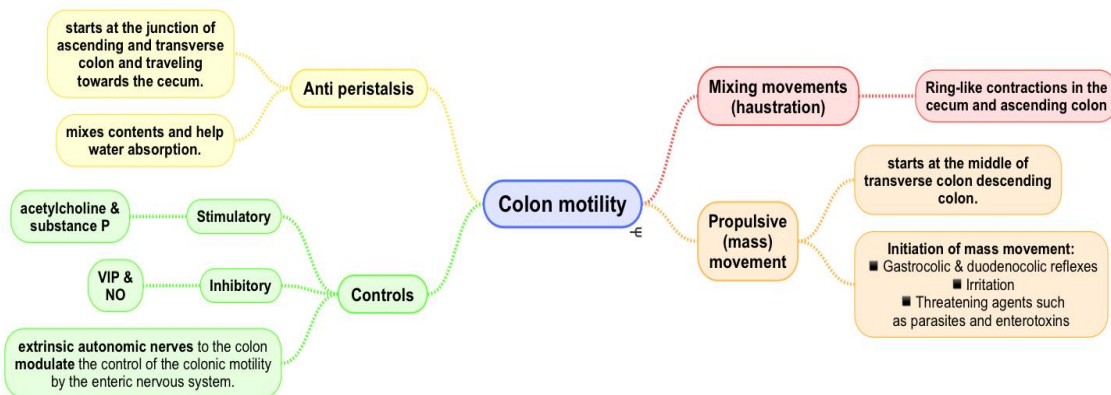 Colon motility
Anti peristalsis
starts at the junction of
ascending and transverse
colon and traveling
towards the cecum.
mixes contents and help
water absorption.
Controls
Stimulatory
acetylcholine &
substance P
Inhibitory
VIP &
NO
extrinsic autonomic nerves to the colon
modulate the control of the colonic motility
by the enteric nervous system.
Mixing movements
(haustration)
Ring-like contractions in the
cecum and ascending colon
Propulsive
(mass)
movement
starts at the middle of
transverse colon descending
colon.
Initiation of mass movement:
■ Gastrocolic & duodenocolic reflexes
■ Irritation
■ Threatening agents such
as parasites and enterotoxins